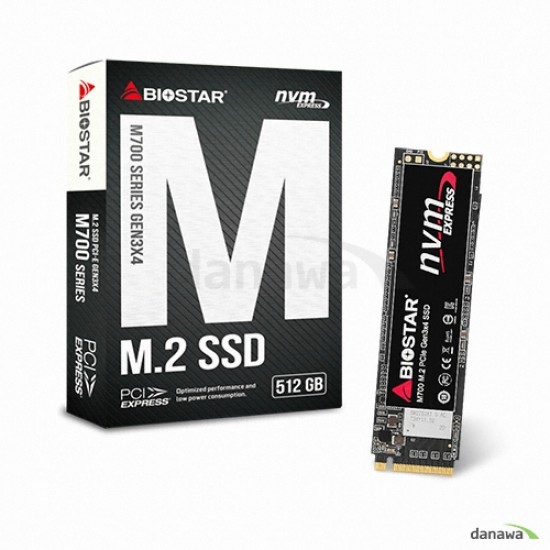 BIOSTAR
nvm
EXPRESS
M700 SERIES GEN3X4
M
M.2 SSD
PCI
EXPRESS
Optimized performance and
low power consumption.
512 GB
BIOSTAR
M.2 SSD PCI-E GEN3X4
M700 SERIES
PCI
EXPRESS
nvm
EXPRESS
BIOSTAR
M700 M.2 PCIe Gen3x4 SSD
danawa
danawa